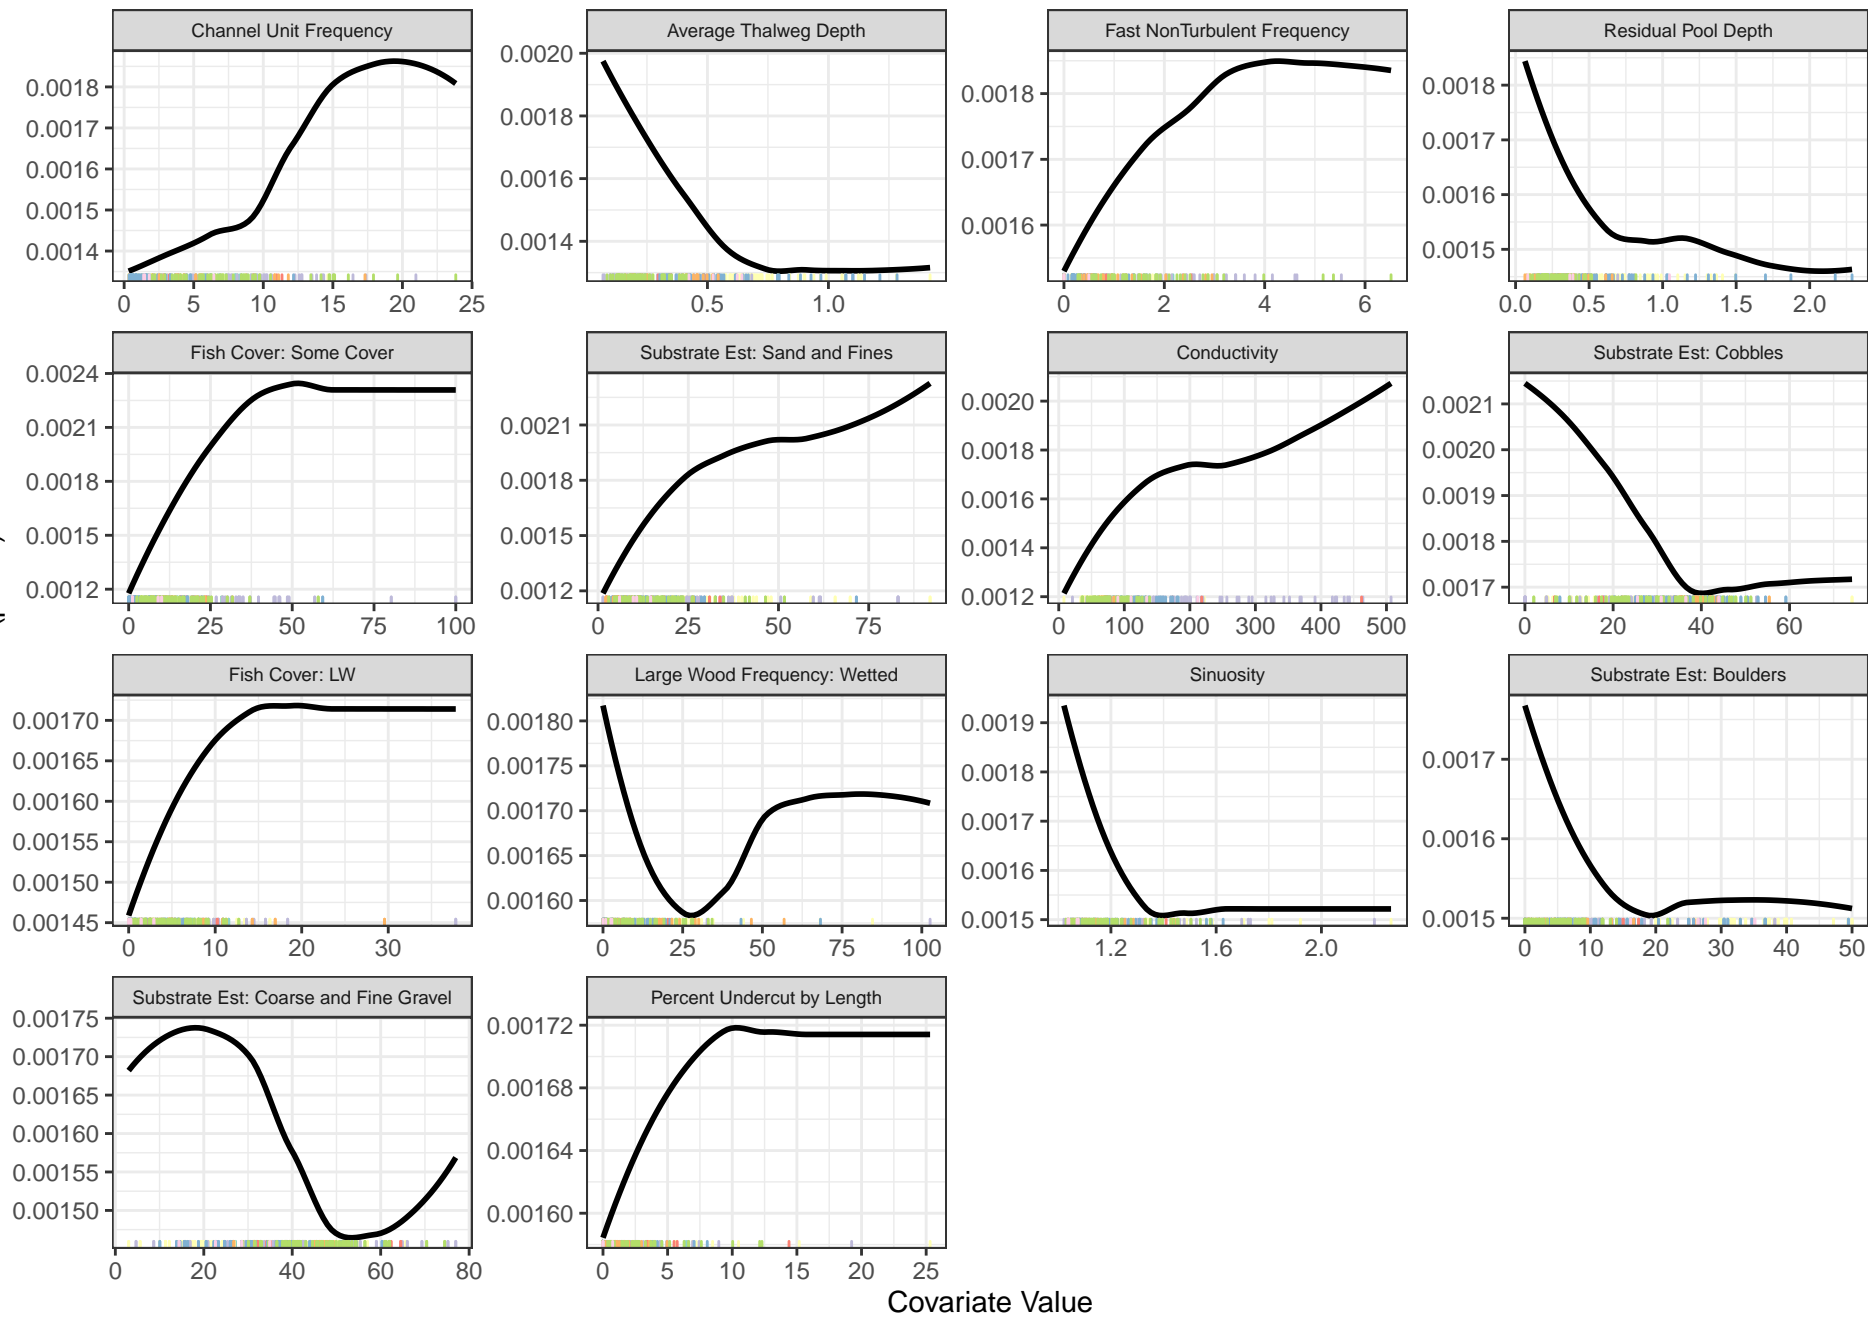 Channel Unit Frequency
Average Thalweg Depth
Fast NonTurbulent Frequency
Residual Pool Depth
0.0018
0.0017
0.0016
0.0015
0.0014
0 5 10 15 20 25
0.0020
0.0018
0.0016
0.0014
0.5 1.0
0.0018
0.0017
0.0016
0 2 4 6
0.0018
0.0017
0.0016
0.0015
0.0 0.5 1.0 1.5 2.0
Fish Cover: Some Cover
Substrate Est: Sand and Fines
Conductivity
Substrate Est: Cobbles
0.0024
0.0021
0.0018
0.0015
0.0012
0 25 50 75 100
0.0021
0.0018
0.0015
0.0012
0 25 50 75
0.0020
0.0018
0.0016
0.0014
0.0012
0 100 200 300 400 500
0.0021
0.0020
0.0019
0.0018
0.0017
0 20 40 60
Fish Cover: LW
Large Wood Frequency: Wetted
Sinuosity
Substrate Est: Boulders
0.00170
0.00165
0.00160
0.00155
0.00150
0.00145
0 10 20 30
0.00180
0.00175
0.00170
0.00165
0.00160
0 25 50 75 100
0.0019
0.0018
0.0017
0.0016
0.0015
1.2 1.6 2.0
0.0017
0.0016
0.0015
0 10 20 30 40 50
Substrate Est: Coarse and Fine Gravel
Percent Undercut by Length
0.00175
0.00170
0.00165
0.00160
0.00155
0.00150
0 20 40 60 80
0.00172
0.00168
0.00164
0.00160
0 5 10 15 20 25
Covariate Value